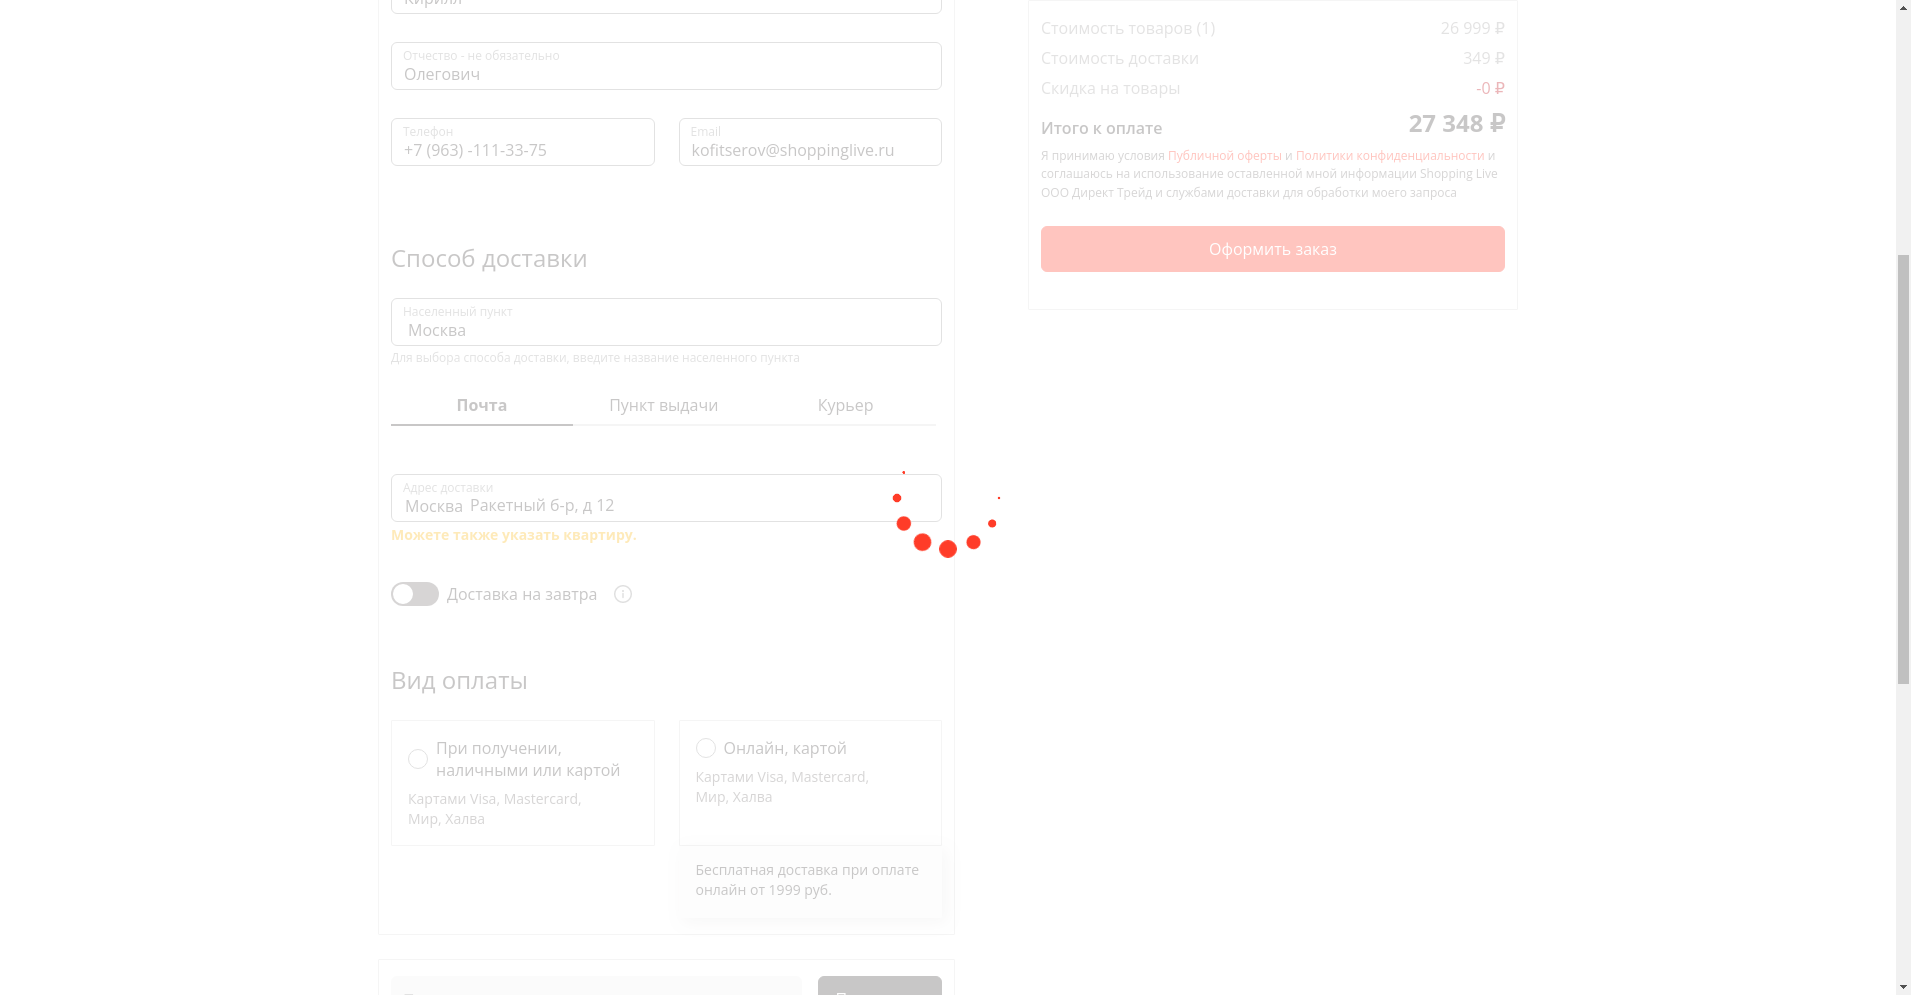 Кирилл
Отчество - не обязательно
Олегович
Телефон
+7 (963) -111-33-75
Email
kofitserov@shoppinglive.ru
Способ доставки
Населенный пункт
Москва
Для выбора способа доставки, введите название населенного пункта
Почта
Пункт выдачи
Курьер
Адрес доставки
Москва Ракетный б-р, д 12
Можете также указать квартиру.
Доставка на завтра
Вид оплаты
При получении,
наличными или картой
Картами Visa, Mastercard,
Мир, Халва
Онлайн, картой
Картами Visa, Mastercard,
Мир, Халва
Бесплатная доставка при оплате
онлайн от 1999 руб.
Стоимость товаров (1) 26 999 ₽
Стоимость доставки 349 ₽
Скидка на товары -0 ₽
Итого к оплате 27 348 ₽
Я принимаю условия Публичной оферты и Политики конфиденциальности и
соглашаюсь на использование оставленной мной информации Shopping Live
ООО Директ Трейд и службами доставки для обработки моего запроса
Оформить заказ